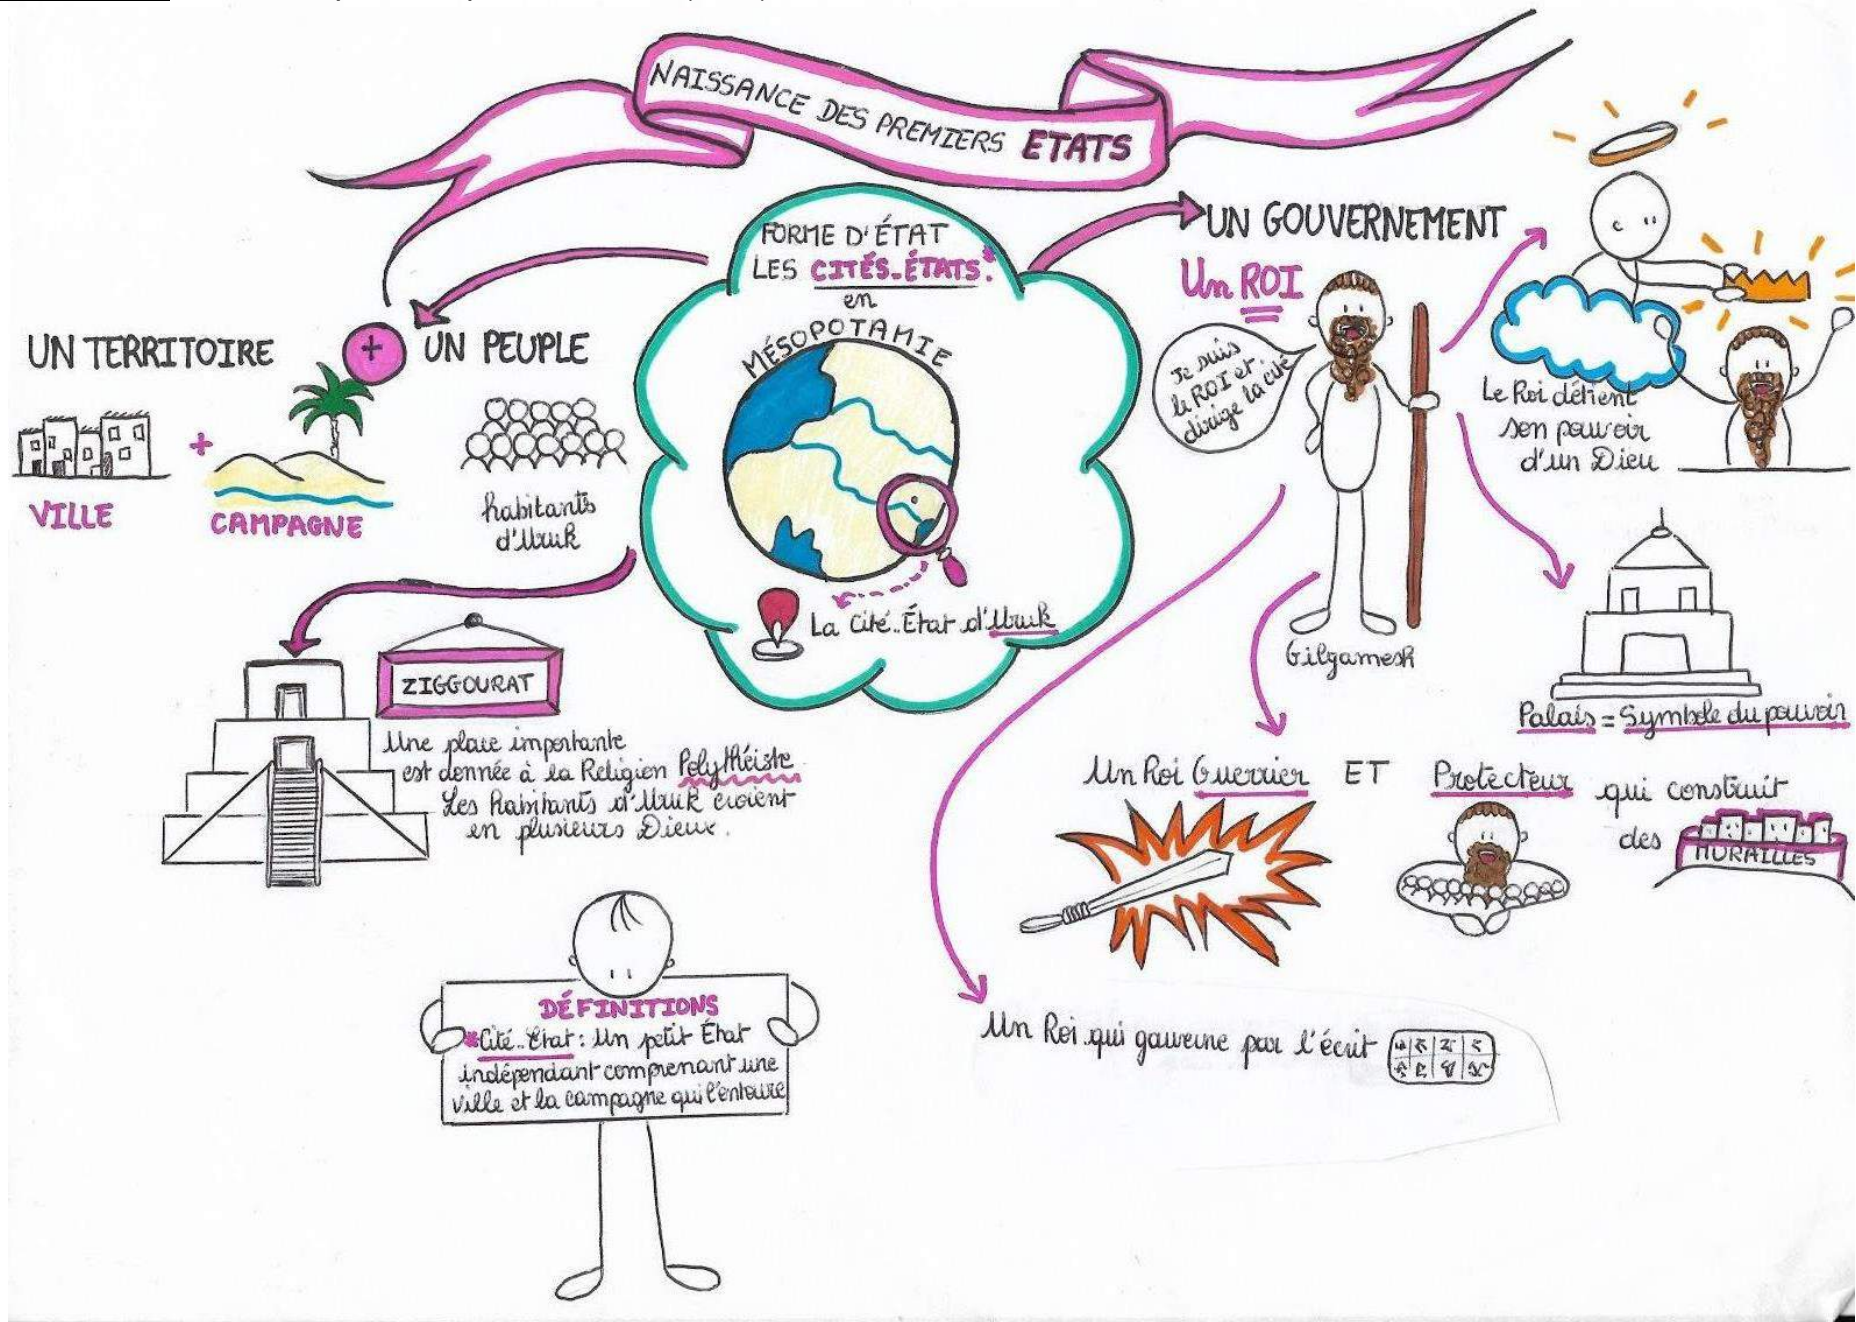 NAISSANCE DES PREMIERS ETATS
FORME D'ÉTAT
LES CITÉS-ÉTATS.*
en
MÉSOPOTAMIE
La Cité-État d'Uruk
UN TERRITOIRE
+
UN PEUPLE
+
VILLE
CAMPAGNE
habitants
d'Uruk
ZIGGOURAT
Une place importante
est donnée à la Religion Polythéiste
Les habitants d'Uruk croient
en plusieurs Dieux.
DÉFINITIONS
*Cité-Etat : Un petit État
indépendant comprenant une
ville et la campagne qui l'entoure
UN GOUVERNEMENT
Un ROI
Je suis
le ROI et
dirige la cité
Gilgamesh
Le Roi détient
son pouvoir
d'un Dieu
Palais = Symbole du pouvoir
Un Roi Guerrier ET Protecteur qui construit
des MURAILLES
Un Roi qui gouverne par l'écrit